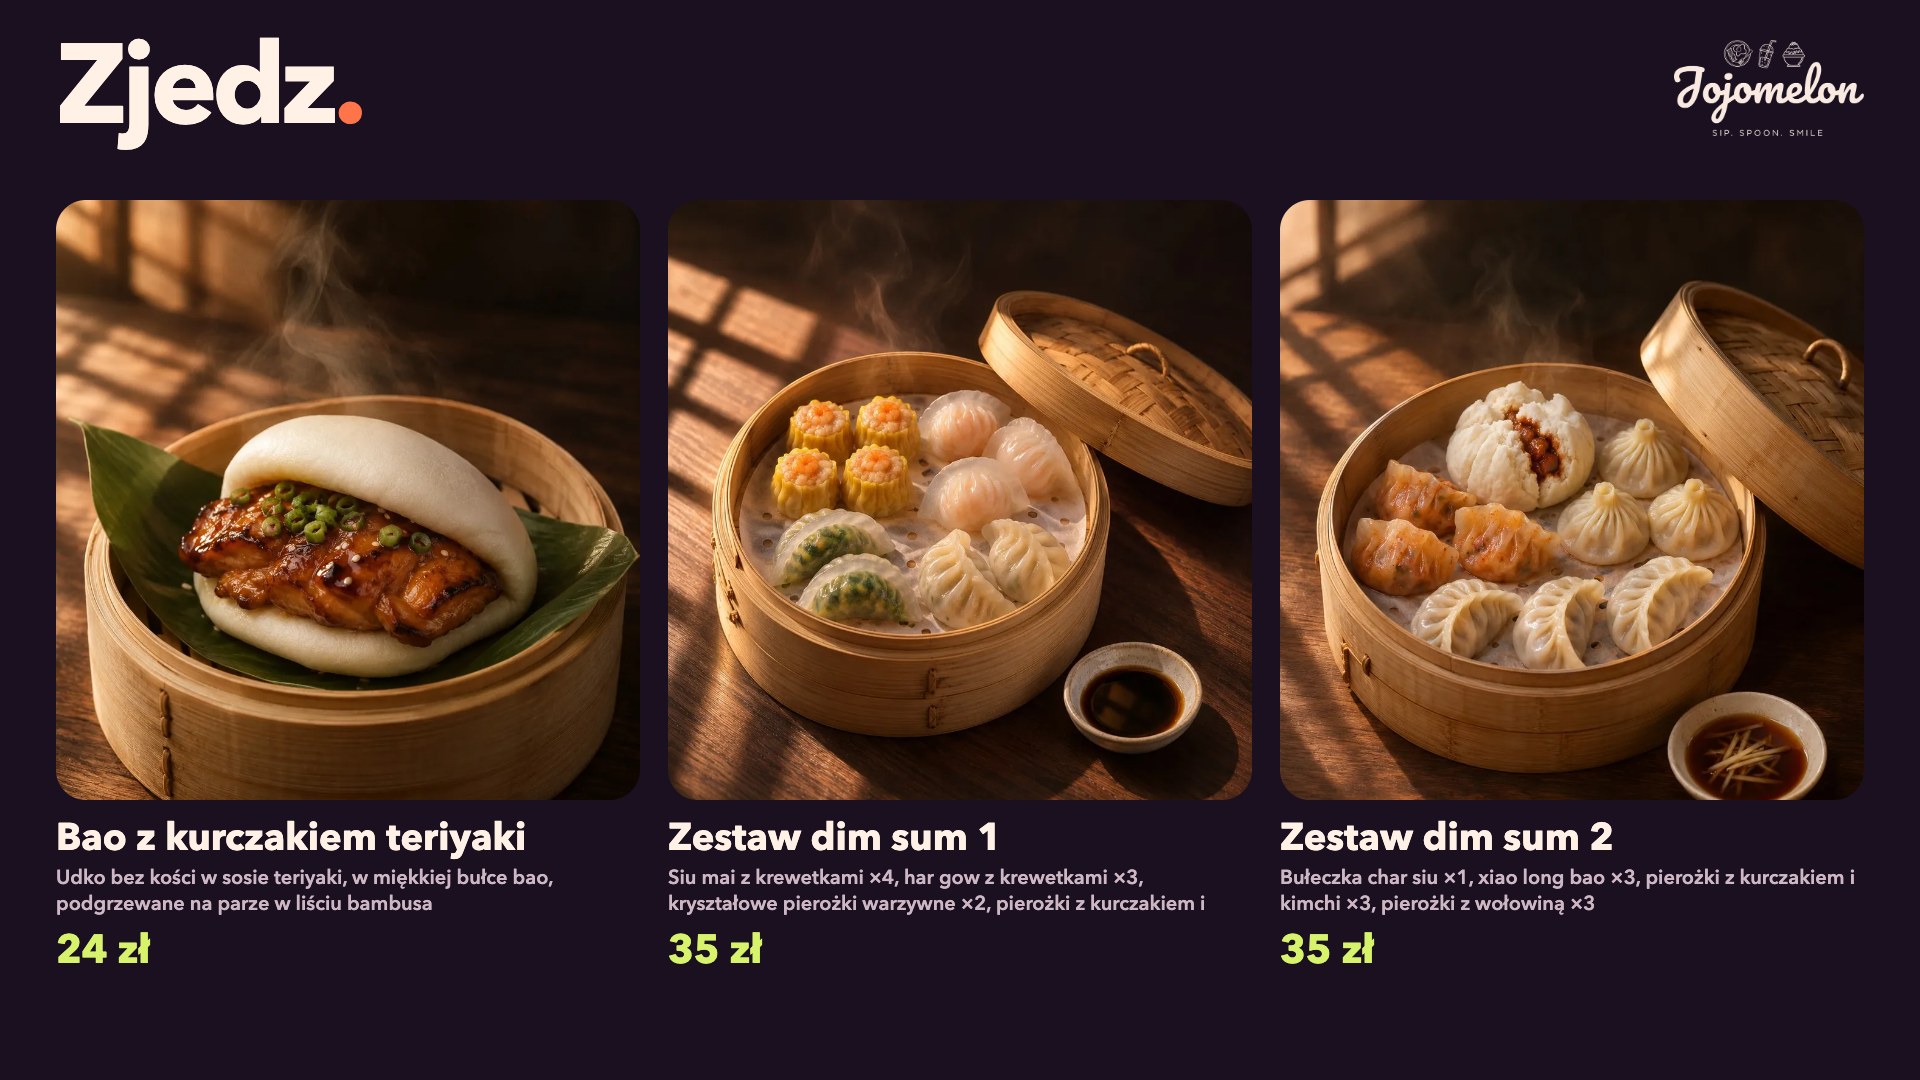 Zjedz.
Jojomelon
SIP. SPOON. SMILE
Bao z kurczakiem teriyaki
Udko bez kości w sosie teriyaki, w miękkiej bułce bao,
podgrzewane na parze w liściu bambusa
24 zł
Zestaw dim sum 1
Siu mai z krewetkami ×4, har gow z krewetkami ×3,
kryształowe pierożki warzywne ×2, pierożki z kurczakiem i
35 zł
Zestaw dim sum 2
Bułeczka char siu ×1, xiao long bao ×3, pierożki z kurczakiem i
kimchi ×3, pierożki z wołowiną ×3
35 zł